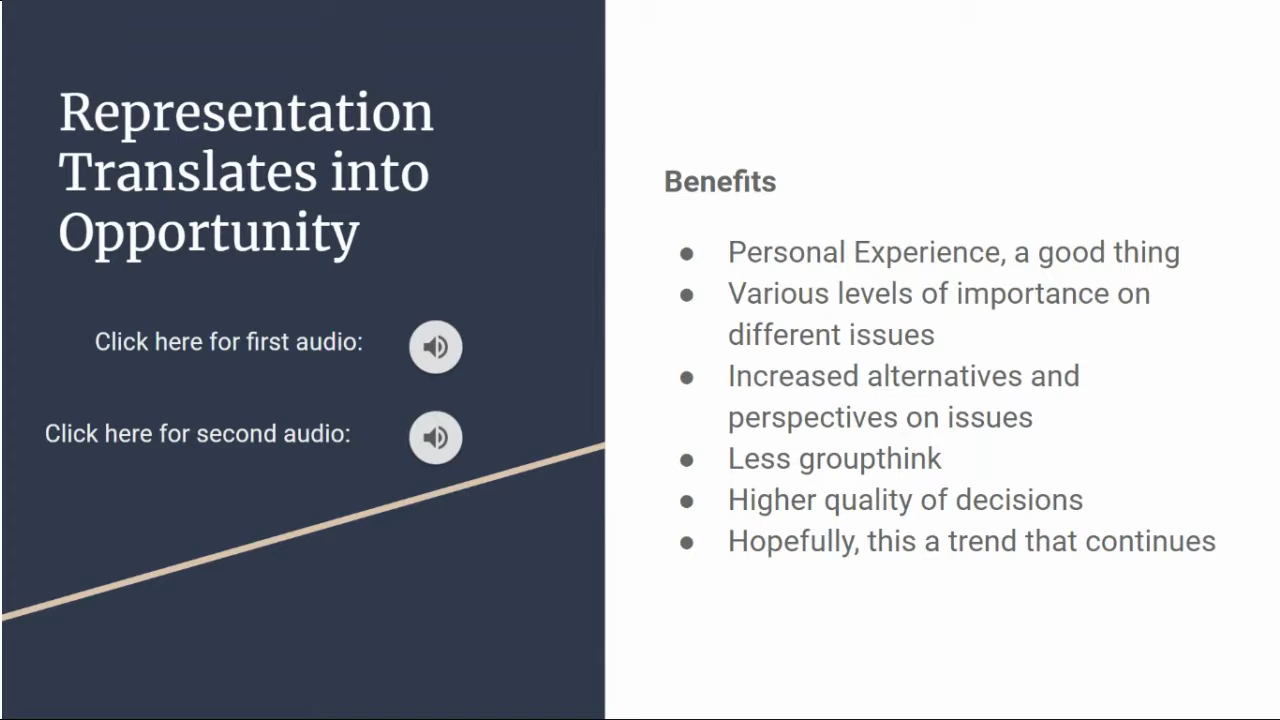 Representation
Translates into
Opportunity
Click here for first audio:
Click here for second audio:
Benefits
● Personal Experience, a good thing
● Various levels of importance on
different issues
● Increased alternatives and
perspectives on issues
● Less groupthink
● Higher quality of decisions
● Hopefully, this a trend that continues